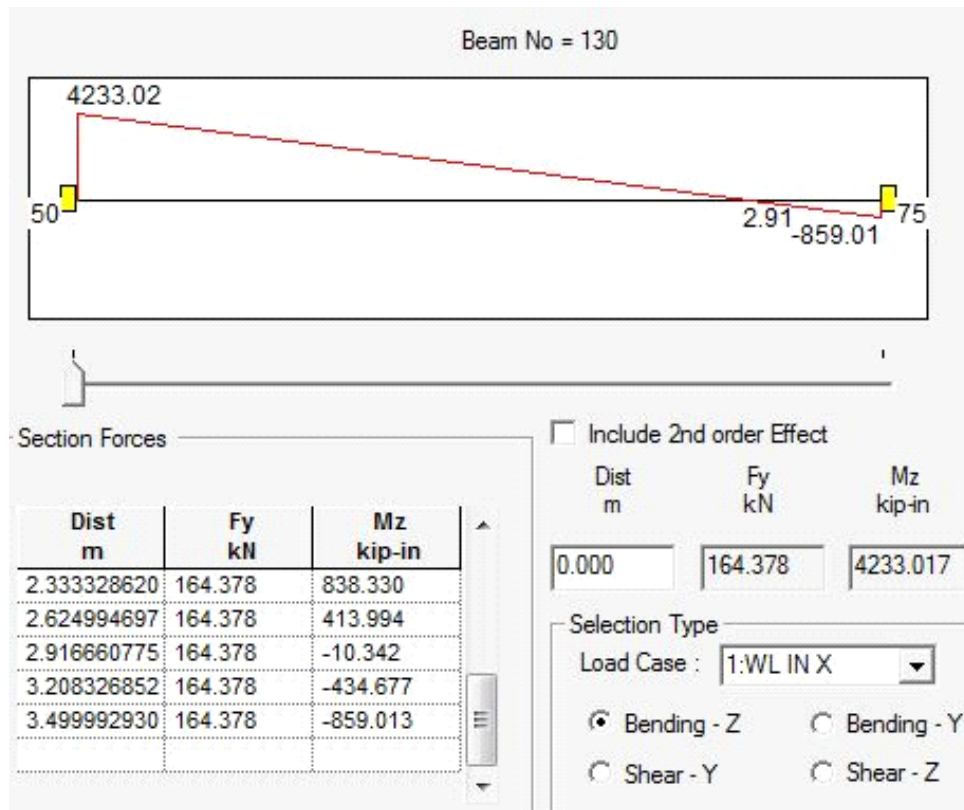 Beam No = 130
4233.02
50
2.91
75
-859.01
Section Forces
Include 2nd order Effect
Dist Fy Mz
m kN kip-in
0.000 164.378 4233.017
Dist Fy Mz
m kN kip-in
2.333328620 164.378 838.330
2.624994697 164.378 413.994
2.916660775 164.378 -10.342
3.208326852 164.378 -434.677
3.499992930 164.378 -859.013
Selection Type
Load Case : 1:WL IN X
Bending - Z Bending - Y
Shear - Y Shear - Z